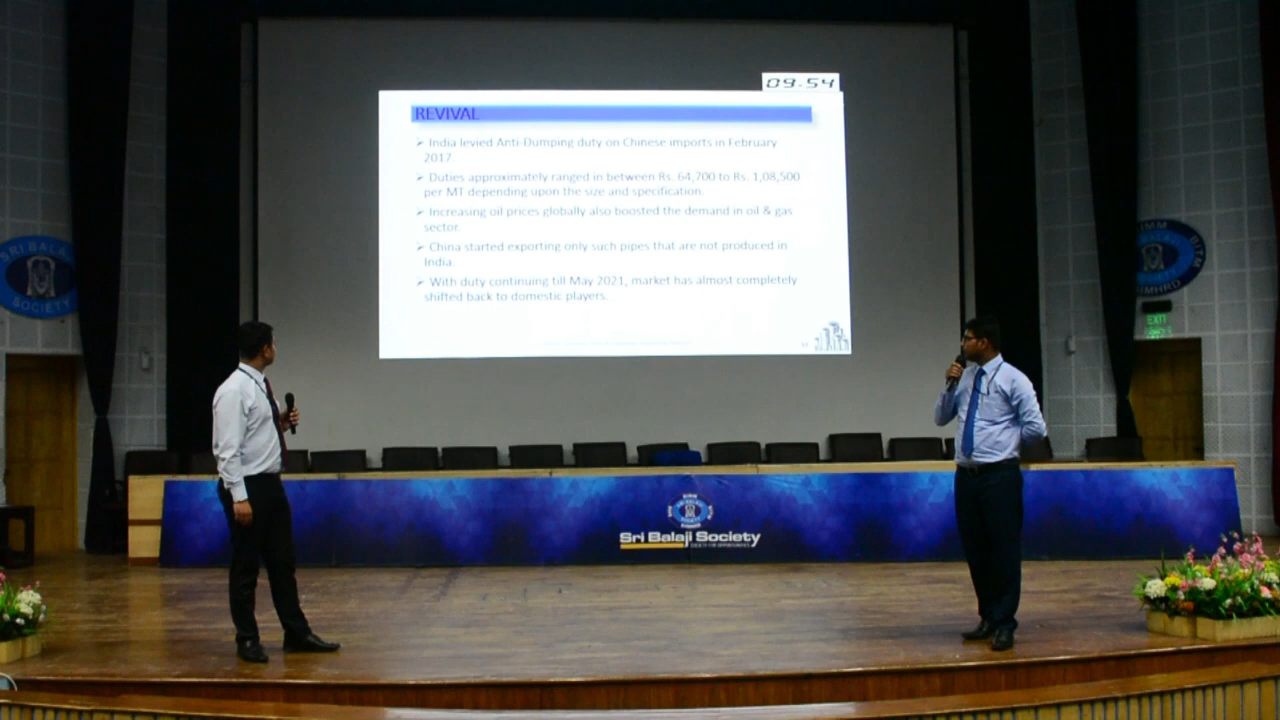 09:54
REVIVAL
➢ India levied Anti-Dumping duty on Chinese imports in February
2017.
➢ Duties approximately ranged in between Rs. 64,700 to Rs. 1,08,500
per MT depending upon the size and specification.
➢ Increasing oil prices globally also boosted the demand in oil & gas
sector.
➢ China started exporting only such pipes that are not produced in
India.
➢ With duty continuing till May 2021, market has almost completely
shifted back to domestic players.
SRI BALAJI
SOCIETY
EXIT
Sri Balaji Society